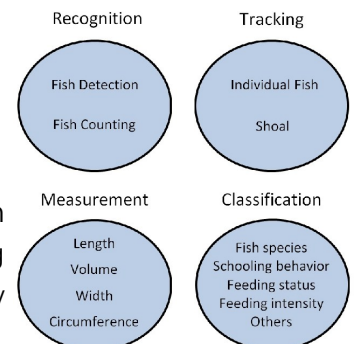 Recognition
Fish Detection
Fish Counting
Tracking
Individual Fish
Shoal
Measurement
Length
Volume
Width
Circumference
Classification
Fish species
Schooling behavior
Feeding status
Feeding intensity
Others